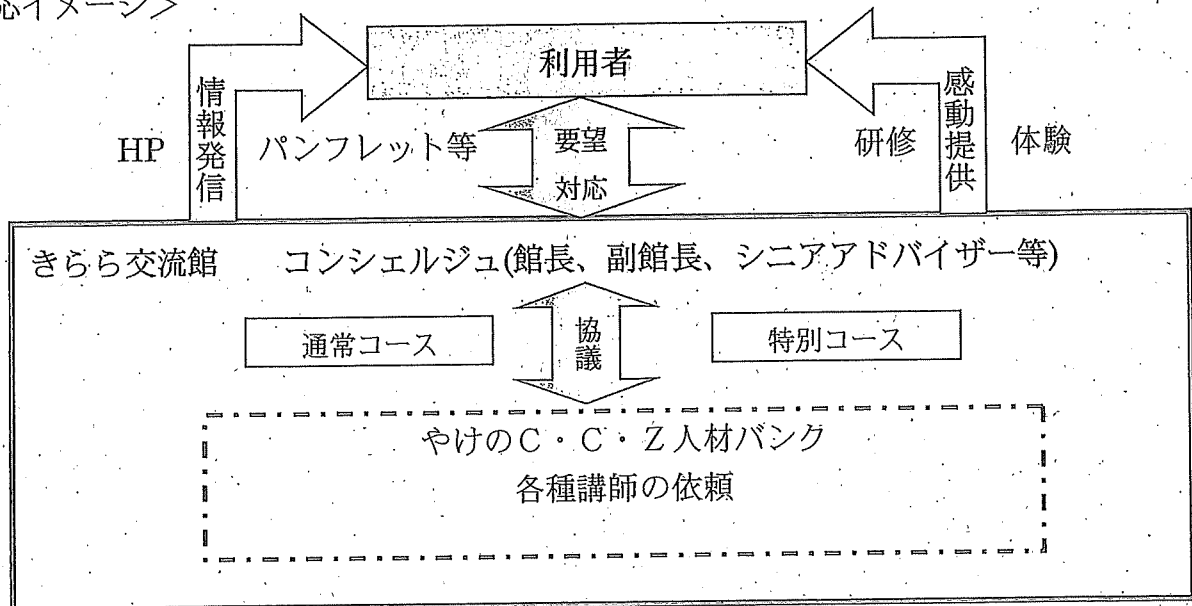 応イメージ＞
利用者
情報発信
感動提供
HP
パンフレット等
要望
対応
研修
体験
きらら交流館　コンシェルジュ(館長、副館長、シニアアドバイザー等)
通常コース
協議
特別コース
やけのC・C・Z人材バンク
各種講師の依頼